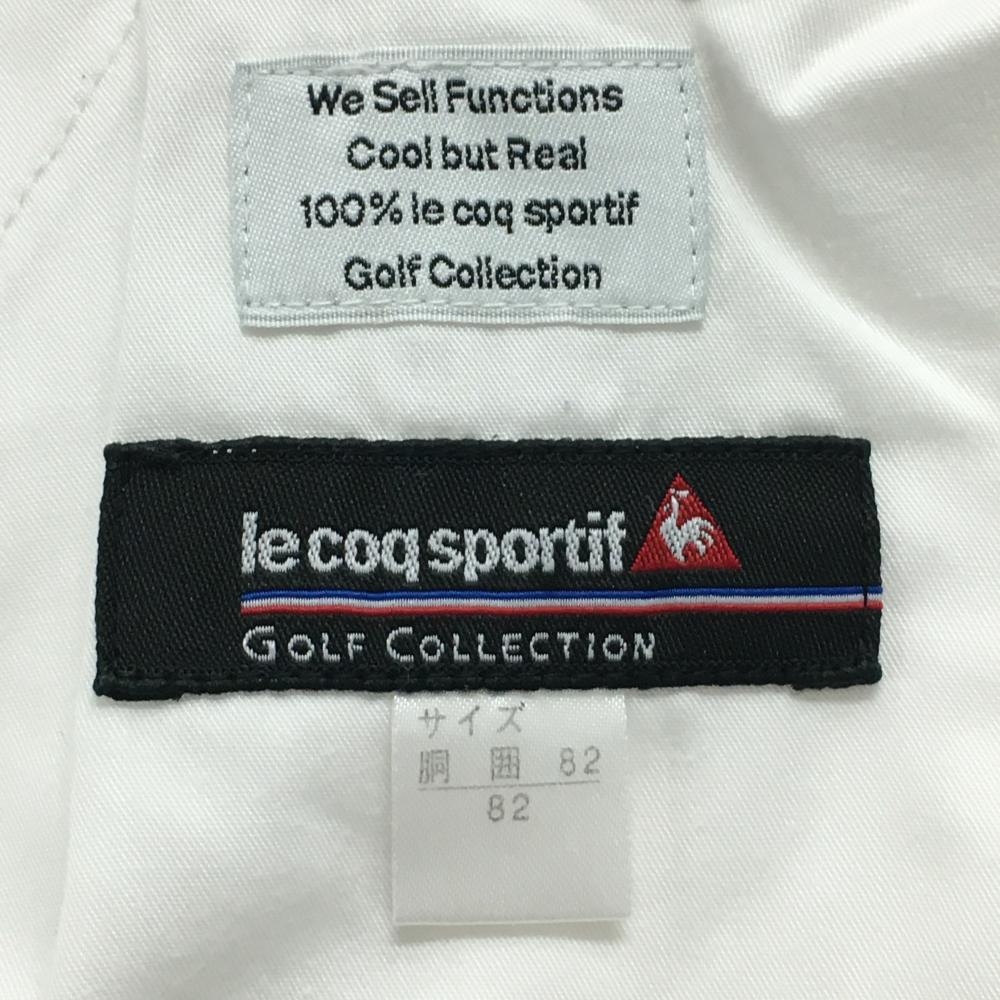 We Sell Functions
Cool but Real
100% le coq sportif
Golf Collection
le coq sportif
GOLF COLLECTION
サイズ
胴囲 82
82